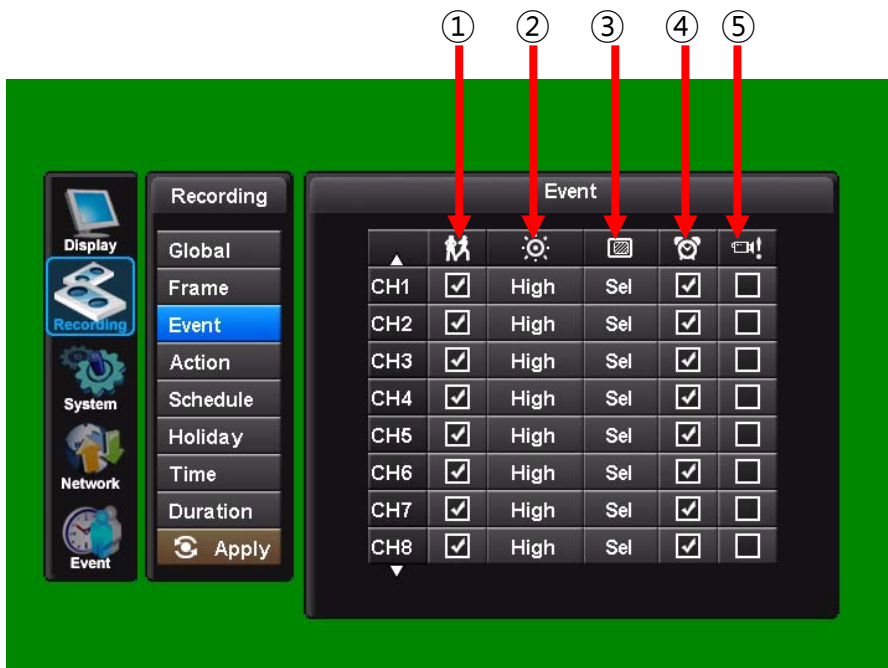 ① ② ③ ④ ⑤
Display
Recording
System
Network
Event
Recording
Global
Frame
Event
Action
Schedule
Holiday
Time
Duration
Apply
Event
CH1 High Sel
CH2 High Sel
CH3 High Sel
CH4 High Sel
CH5 High Sel
CH6 High Sel
CH7 High Sel
CH8 High Sel